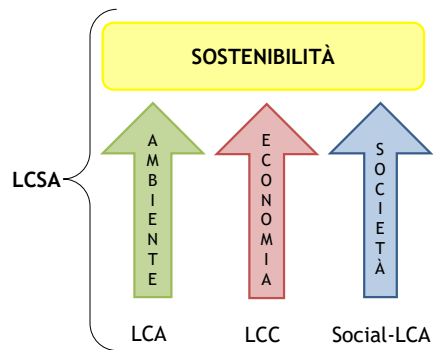 SOSTENIBILITÀ
LCSA
AMBIENTE
ECONOMIA
SOCIETÀ
LCA
LCC
Social-LCA